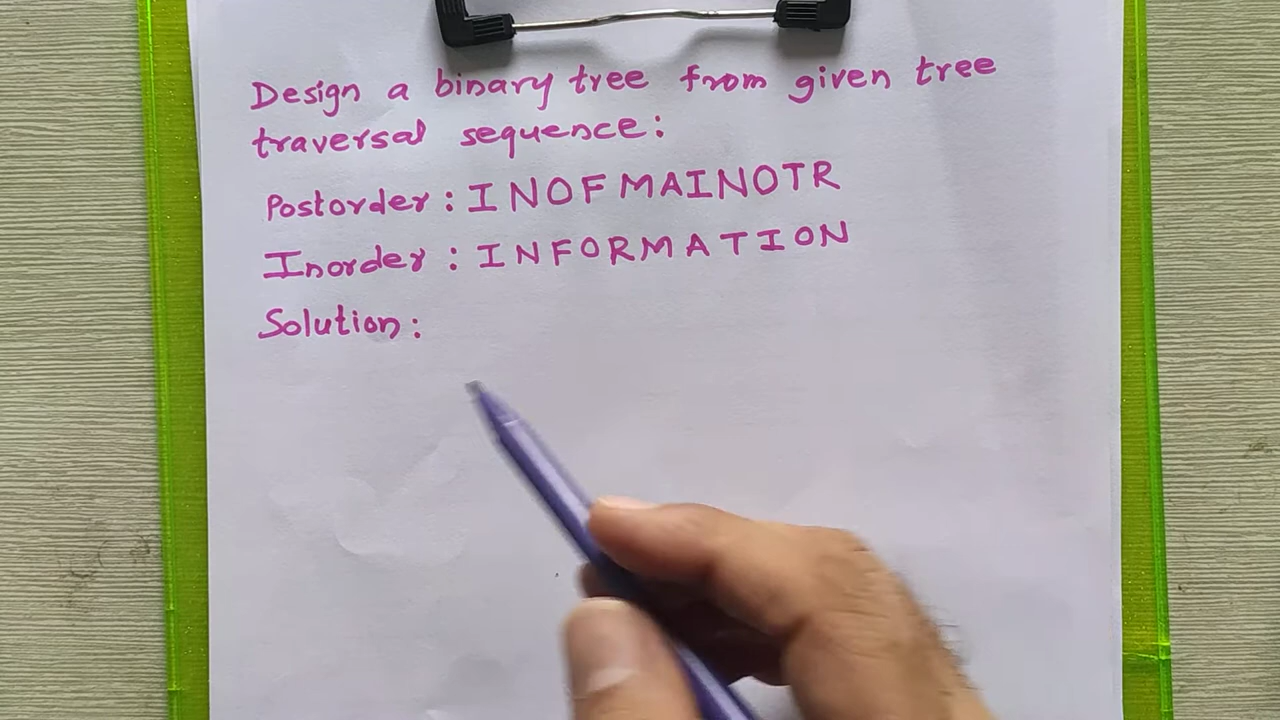 Design a binary tree from given tree
traversal sequence:
Postorder : INOFMAINOTR
Inorder : INFORMATION
Solution: